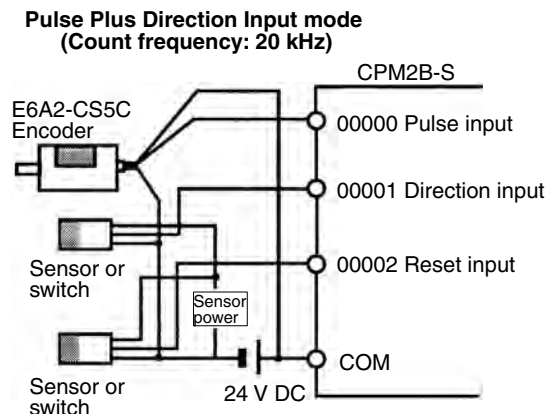 Pulse Plus Direction Input mode
(Count frequency: 20 kHz)
CPM2B-S
E6A2-CS5C
Encoder
00000 Pulse input
00001 Direction input
Sensor or
switch
00002 Reset input
Sensor
power
COM
24 V DC
Sensor or
switch